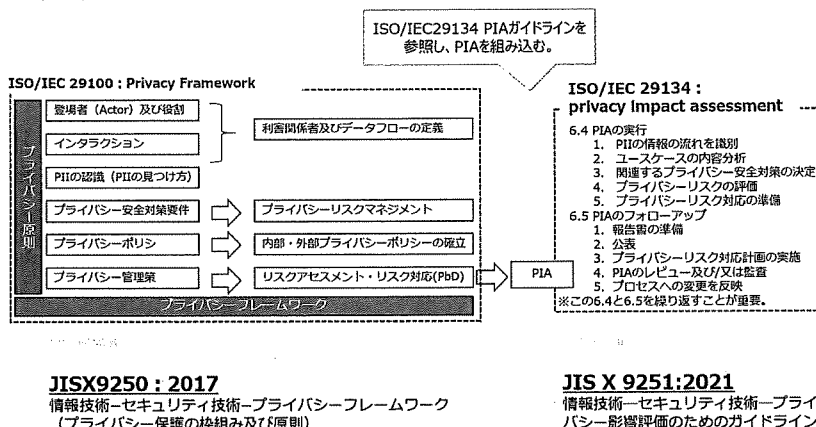 ISO/IEC29134 PIAガイドラインを
参照し、PIAを組み込む。
ISO/IEC 29100 : Privacy Framework
プライバシー原則
登場者（Actor）及び役割
インタラクション
PIIの認識（PIIの見つけ方）
プライバシー安全対策要件
プライバシーポリシ
プライバシー管理策
利害関係者及びデータフローの定義
プライバシーリスクマネジメント
内部・外部プライバシーポリシーの確立
リスクアセスメント・リスク対応(PbD)
プライバシーフレームワーク
PIA
ISO/IEC 29134 :
privacy impact assessment
6.4 PIAの実行
1. PIIの情報の流れを識別
2. ユースケースの内容分析
3. 関連するプライバシー安全対策の決定
4. プライバシーリスクの評価
5. プライバシーリスク対応の準備
6.5 PIAのフォローアップ
1. 報告書の準備
2. 公表
3. プライバシーリスク対応計画の実施
4. PIAのレビュー及び/又は監査
5. プロセスへの変更を反映
※この6.4と6.5を繰り返すことが重要。
JISX9250 : 2017
情報技術−セキュリティ技術−プライバシーフレームワーク
（プライバシー保護の枠組み及び原則）
JIS X 9251:2021
情報技術―セキュリティ技術―プライ
バシー影響評価のためのガイドライン